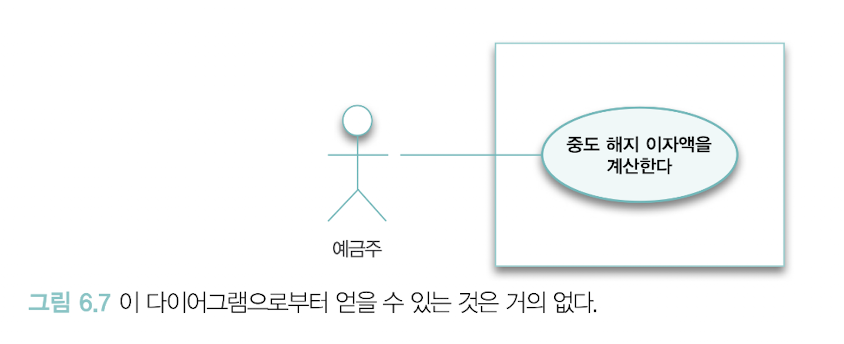 중도 해지 이자액을
계산한다
예금주
그림 6.7 이 다이어그램으로부터 얻을 수 있는 것은 거의 없다.